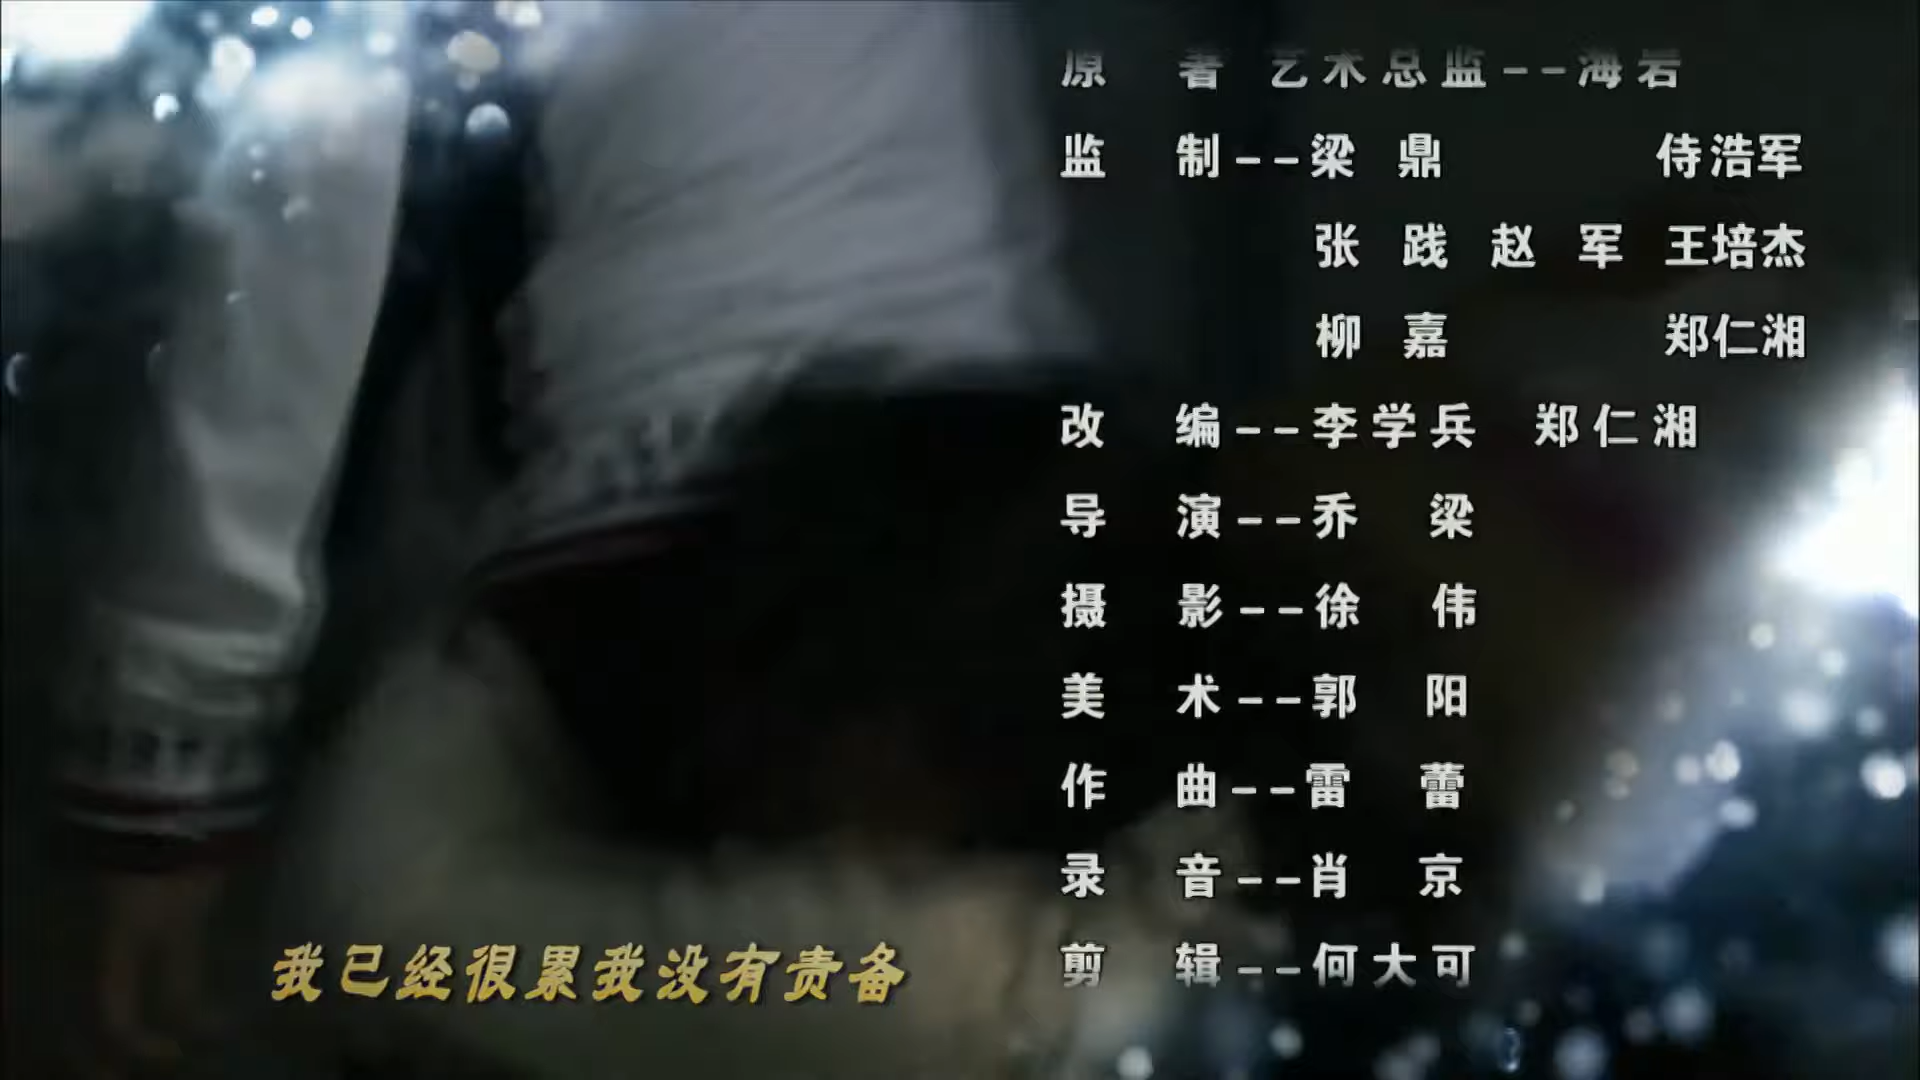 原 著 艺术总监--海岩
监 制--梁 鼎 侍浩军
张 践 赵 军 王培杰
柳 嘉 郑仁湘
改 编--李学兵 郑仁湘
导 演--乔 梁
摄 影--徐 伟
美 术--郭 阳
作 曲--雷 蕾
录 音--肖 京
剪 辑--何大可
我已经很累我没有责备